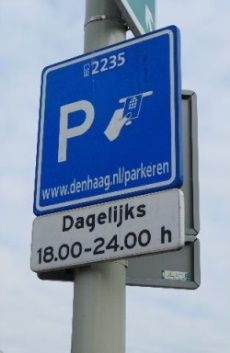 2235
P
www.denhaag.nl/parkeren
Dagelijks
18.00-24.00 h